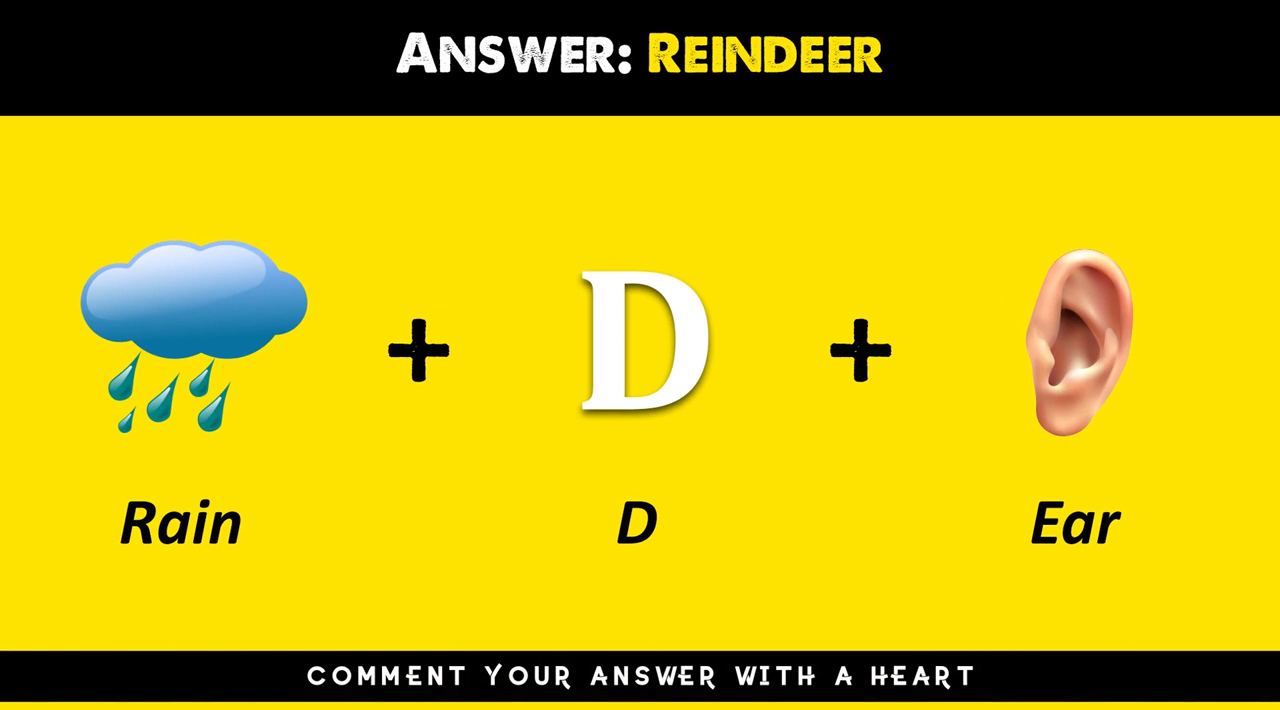 Answer: Reindeer
+ D +
Rain D Ear
COMMENT YOUR ANSWER WITH A HEART